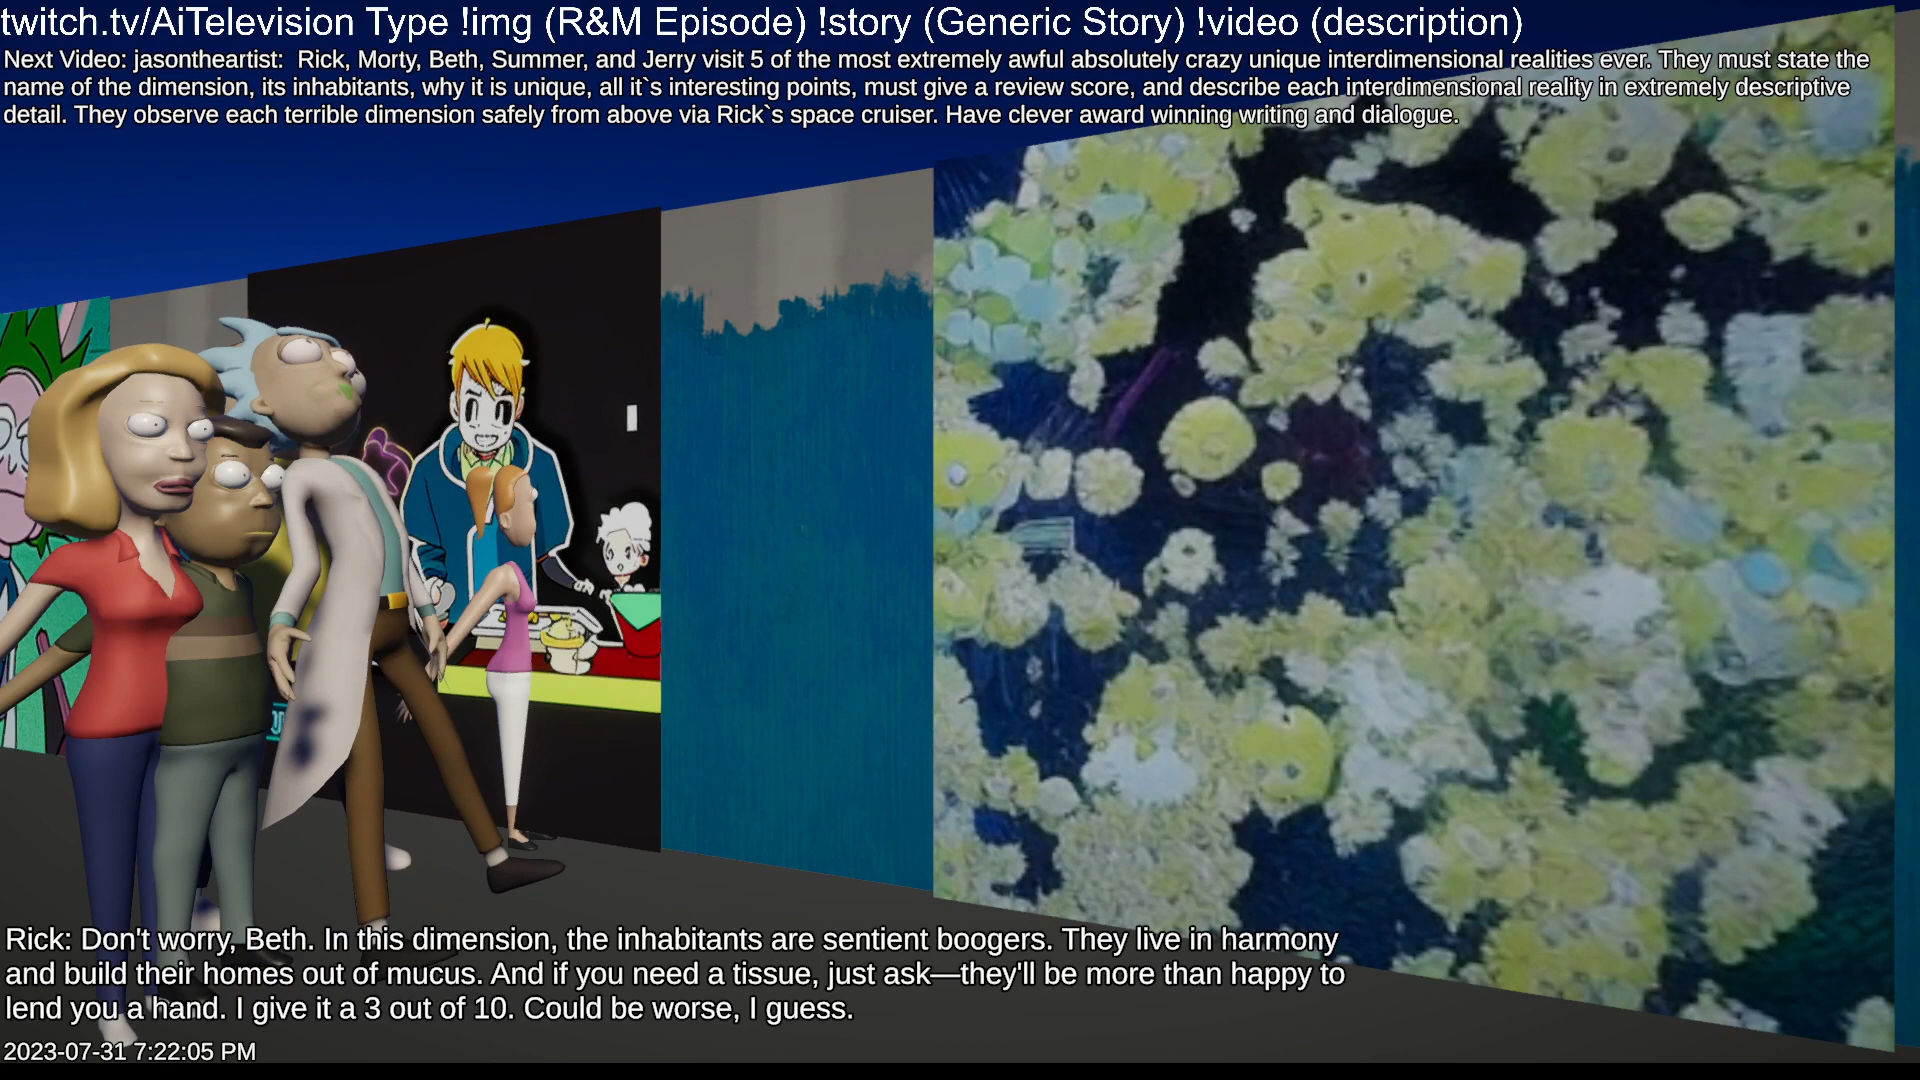 twitch.tv/AiTelevision Type !img (R&M Episode) !story (Generic Story) !video (description)
Next Video: jasontheartist:  Rick, Morty, Beth, Summer, and Jerry visit 5 of the most extremely awful absolutely crazy unique interdimensional realities ever. They must state the
name of the dimension, its inhabitants, why it is unique, all it`s interesting points, must give a review score, and describe each interdimensional reality in extremely descriptive
detail. They observe each terrible dimension safely from above via Rick`s space cruiser. Have clever award winning writing and dialogue.
Rick: Don't worry, Beth. In this dimension, the inhabitants are sentient boogers. They live in harmony
and build their homes out of mucus. And if you need a tissue, just ask—they'll be more than happy to
lend you a hand. I give it a 3 out of 10. Could be worse, I guess.
2023-07-31 7:22:05 PM